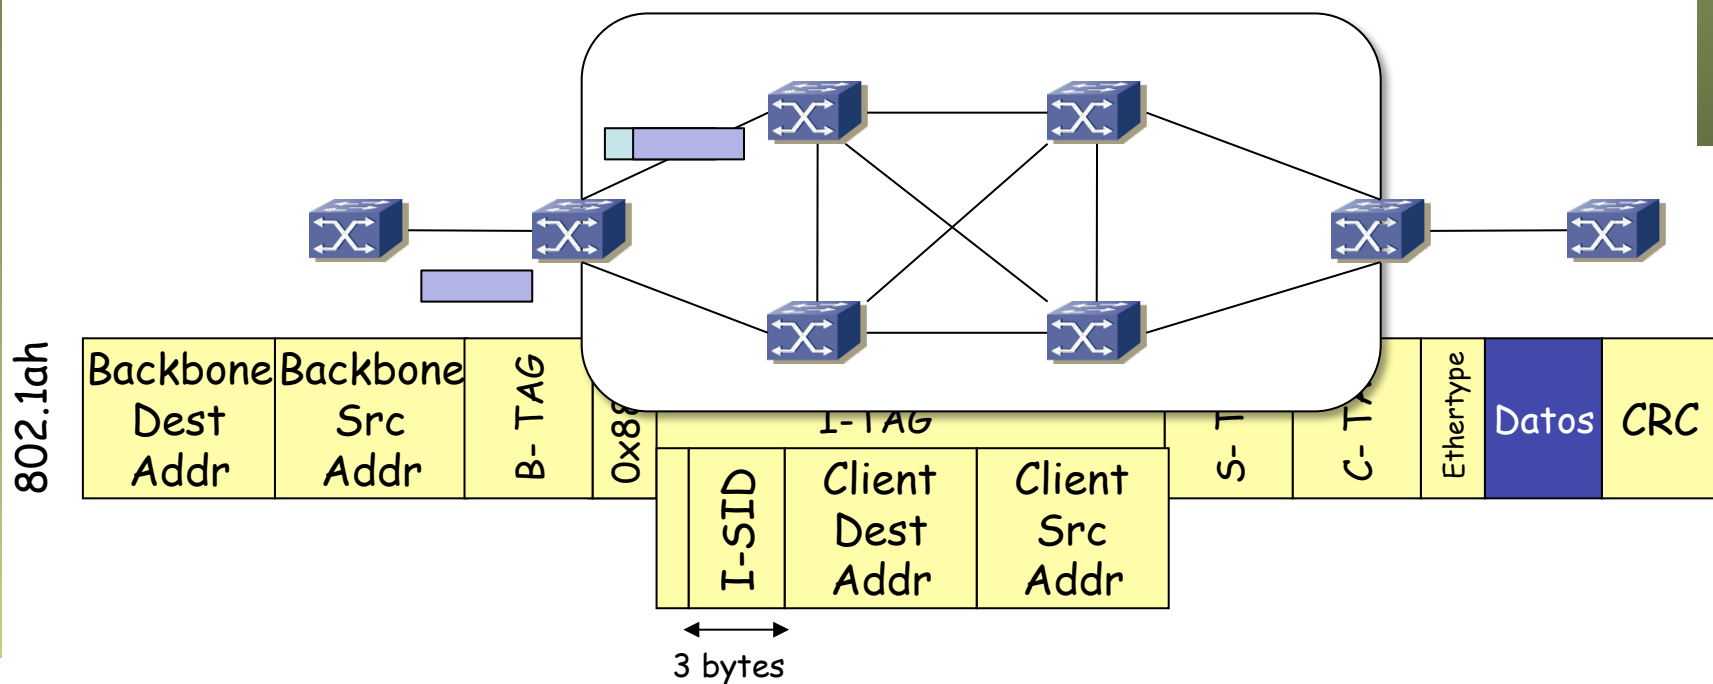 802.1ah
Backbone
Dest
Addr
Backbone
Src
Addr
B- TAG
I-TAG
I-SID
Client
Dest
Addr
Client
Src
Addr
Ethertype
Datos
CRC
3 bytes